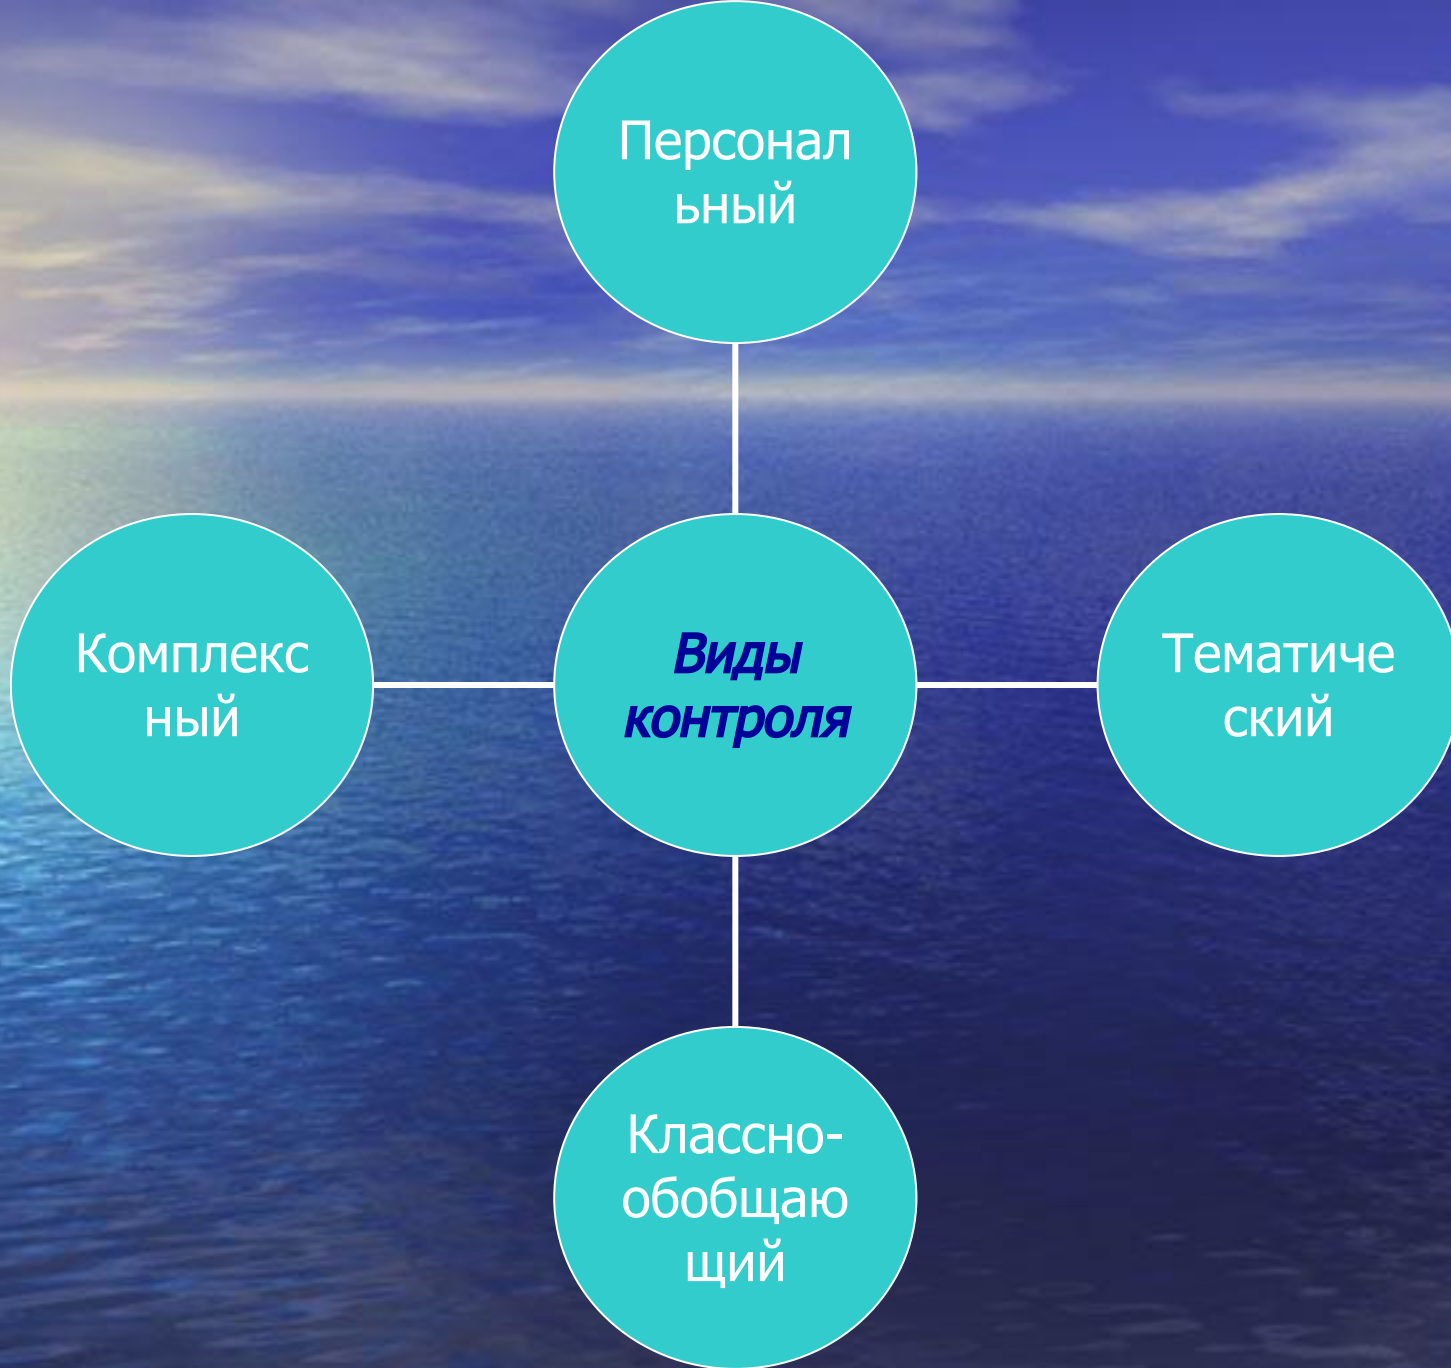 Персонал
ьный
Комплекс
ный
Виды
контроля
Тематиче
ский
Классно-
обобщаю
щий